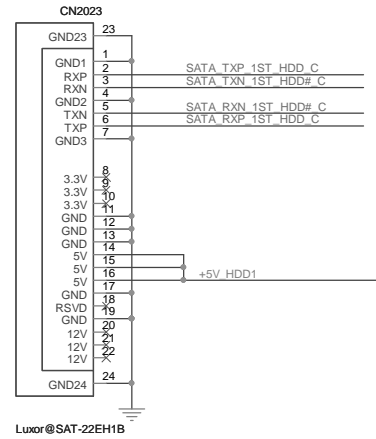 CN2023
GND23 23
GND1 1
RXP 2 SATA_TXP_1ST_HDD_C
RXN 3 SATA_TXN_1ST_HDD#_C
GND2 4
TXN 5 SATA_RXN_1ST_HDD#_C
TXP 6 SATA_RXP_1ST_HDD_C
GND3 7
3.3V 8
3.3V 9
3.3V 10
GND 11
GND 12
GND 13
5V 14
5V 15
5V 16 +5V_HDD1
GND 17
RSVD 18
GND 19
12V 20
12V 21
12V 22
GND24 24
Luxor@SAT-22EH1B